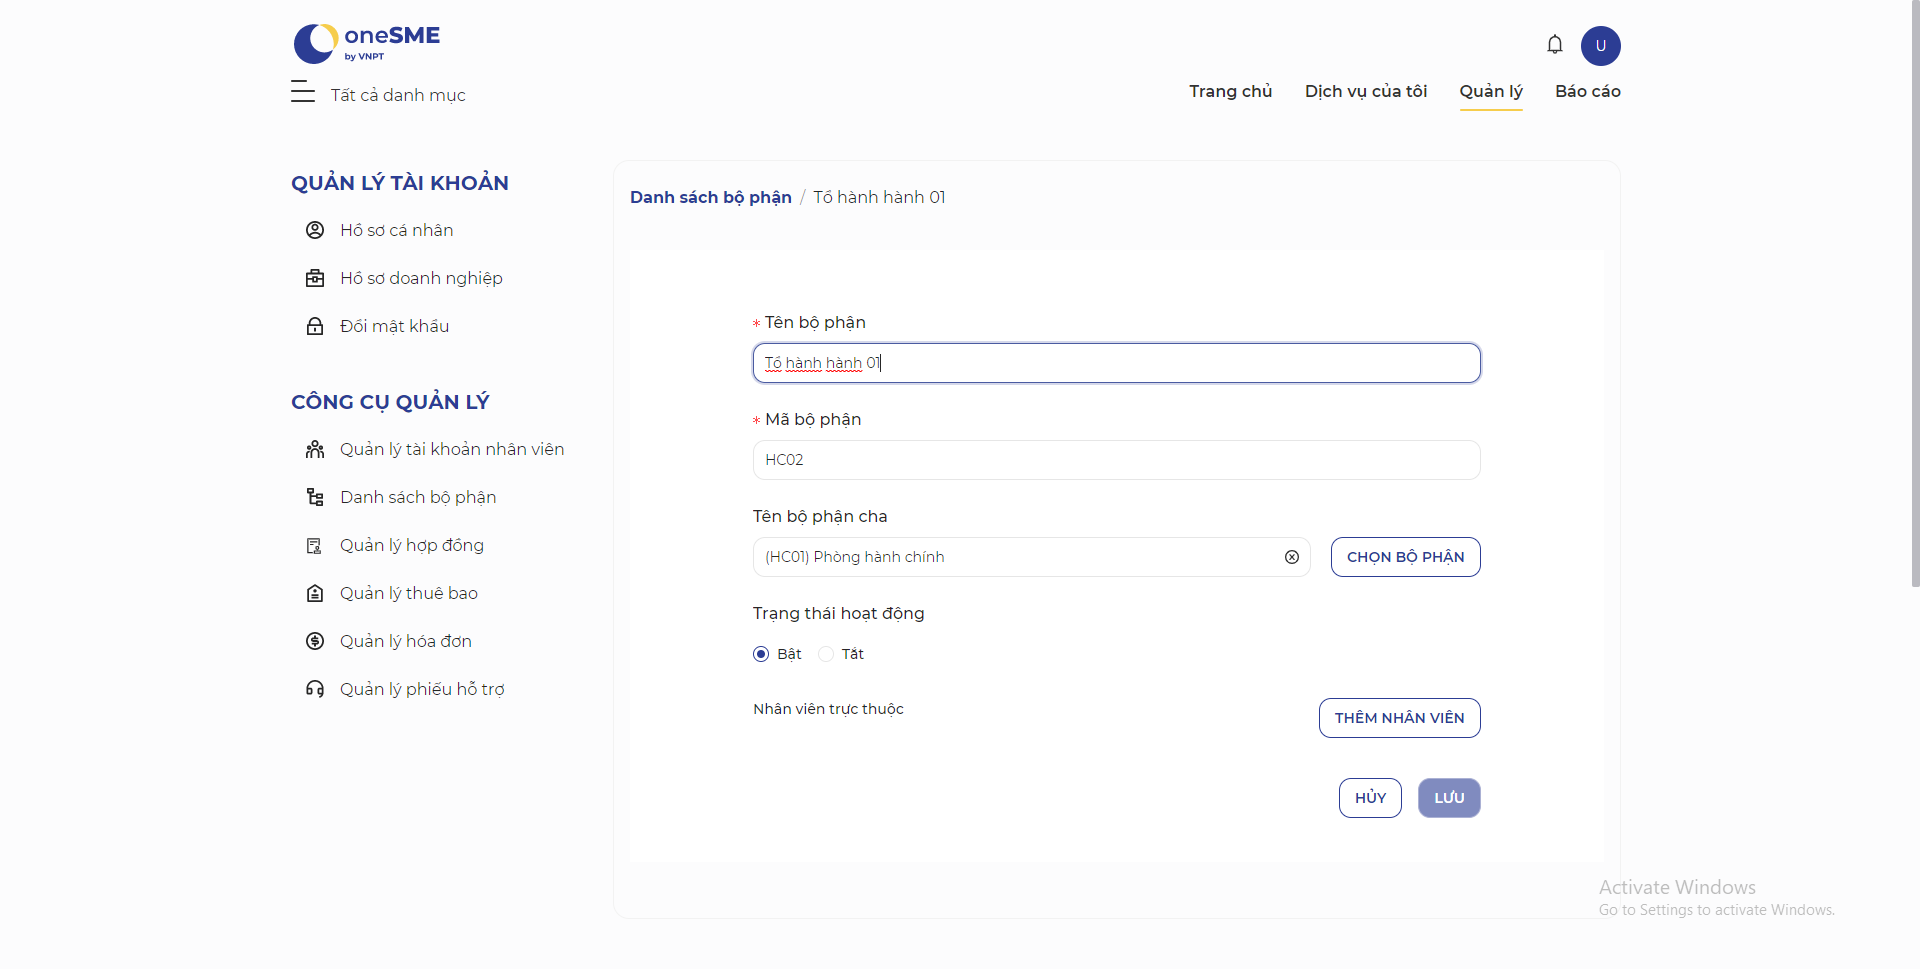 oneSME
by VNPT
U
Tất cả danh mục
Trang chủ
Dịch vụ của tôi
Quản lý
Báo cáo
QUẢN LÝ TÀI KHOẢN
Hồ sơ cá nhân
Hồ sơ doanh nghiệp
Đổi mật khẩu
CÔNG CỤ QUẢN LÝ
Quản lý tài khoản nhân viên
Danh sách bộ phận
Quản lý hợp đồng
Quản lý thuê bao
Quản lý hóa đơn
Quản lý phiếu hỗ trợ
Danh sách bộ phận / Tổ hành hành 01
* Tên bộ phận
Tổ hành hành 01
* Mã bộ phận
HC02
Tên bộ phận cha
(HC01) Phòng hành chính
CHỌN BỘ PHẬN
Trạng thái hoạt động
Bật
Tắt
Nhân viên trực thuộc
THÊM NHÂN VIÊN
HỦY
LƯU
Activate Windows
Go to Settings to activate Windows.